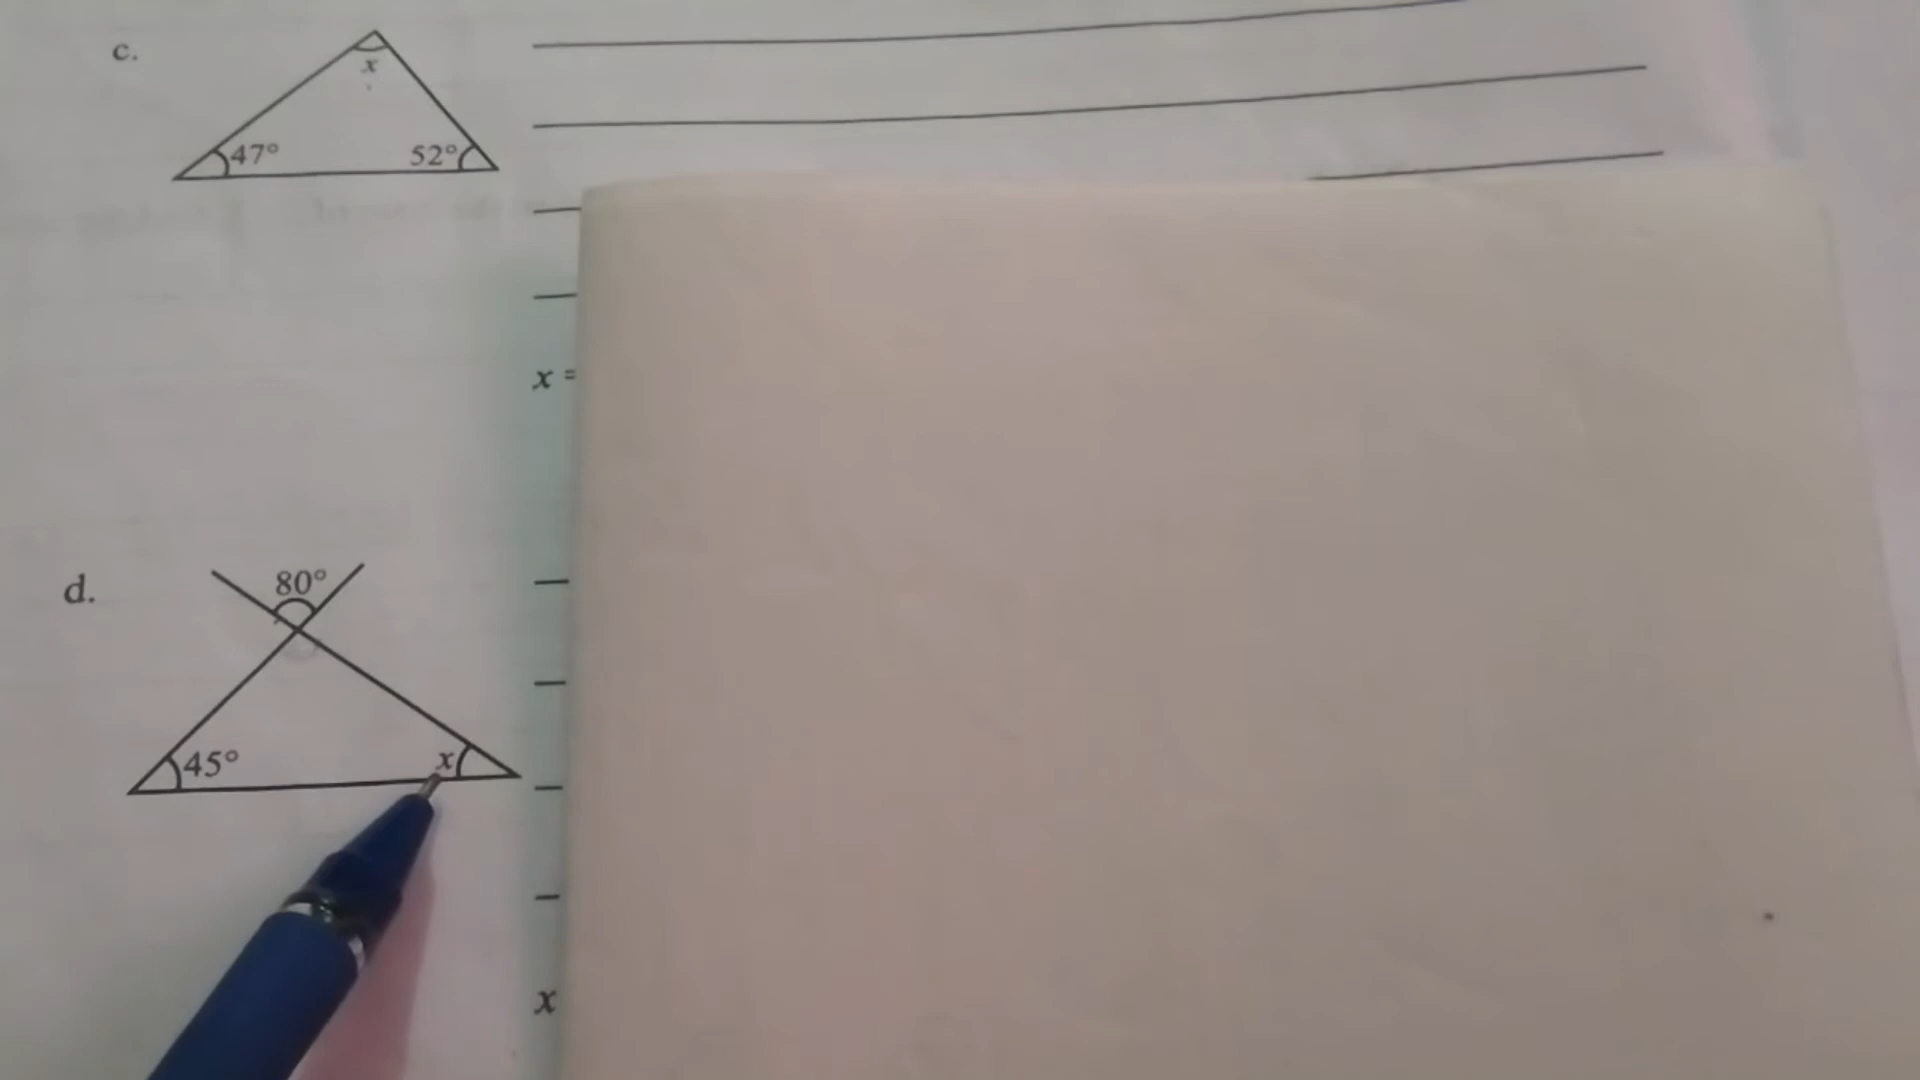 c.
x
47° 52°
x =
d.
80°
45° x
x